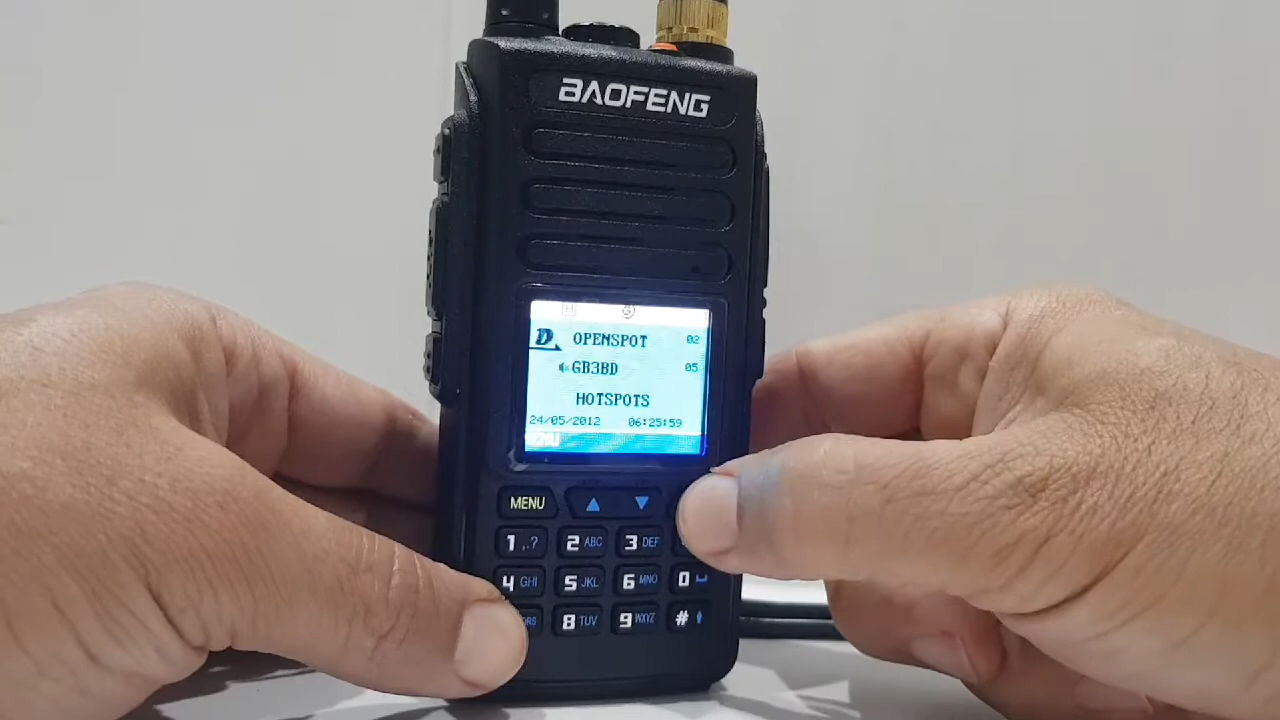 BAOFENG
D OPENSPOT 02
GB3BD 05
HOTSPOTS
24/05/2012 06:25:59
MENU
1 ,.? 2 ABC 3 DEF
4 GHI 5 JKL 6 MNO 0
8 TUV 9 WXYZ #